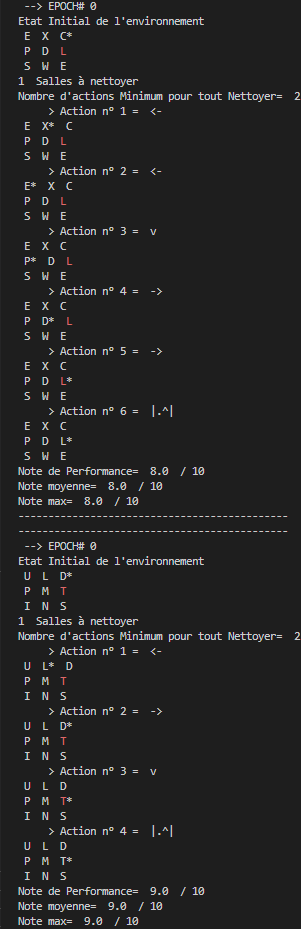 --> EPOCH# 0
Etat Initial de l'environnement
E X C*
P D L
S W E
1 Salles à nettoyer
Nombre d'actions Minimum pour tout Nettoyer= 2
> Action n° 1 = <-
E X* C
P D L
S W E
> Action n° 2 = <-
E* X C
P D L
S W E
> Action n° 3 = v
E X C
P* D L
S W E
> Action n° 4 = ->
E X C
P D* L
S W E
> Action n° 5 = ->
E X C
P D L*
S W E
> Action n° 6 = |.^|
E X C
P D L*
S W E
Note de Performance= 8.0 / 10
Note moyenne= 8.0 / 10
Note max= 8.0 / 10
---------------------------------------------
---------------------------------------------
--> EPOCH# 0
Etat Initial de l'environnement
U L D*
P M T
I N S
1 Salles à nettoyer
Nombre d'actions Minimum pour tout Nettoyer= 2
> Action n° 1 = <-
U L* D
P M T
I N S
> Action n° 2 = ->
U L D*
P M T
I N S
> Action n° 3 = v
U L D
P M T*
I N S
> Action n° 4 = |.^|
U L D
P M T*
I N S
Note de Performance= 9.0 / 10
Note moyenne= 9.0 / 10
Note max= 9.0 / 10